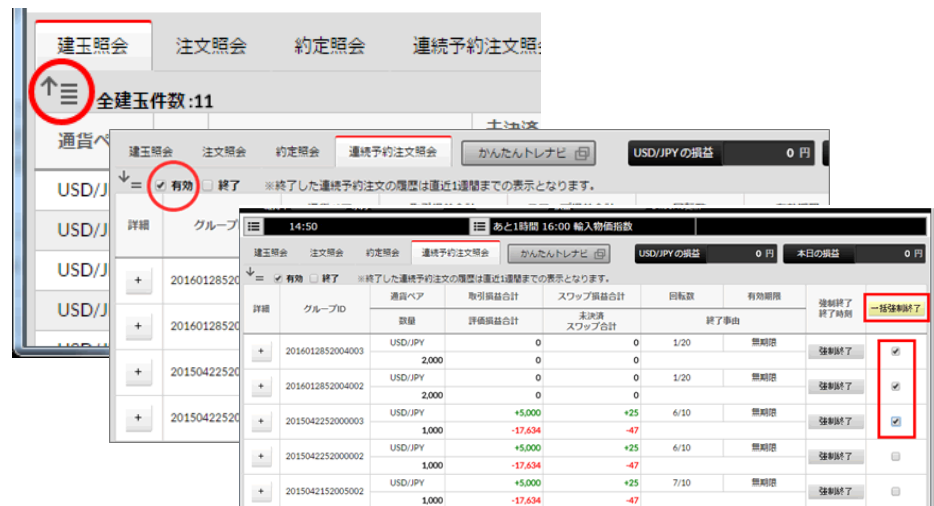 建玉照会 注文照会 約定照会 連続予約注文照
全建玉件数:11
通貨ペ 未決済
USD/J
USD/J
USD/J
USD/J
建玉照会 注文照会 約定照会 連続予約注文照会 かんたんトレナビ USD/JPYの損益 0 円
有効 終了 ※終了した連続予約注文の履歴は直近1週間までの表示となります。
詳細 グループ
+ 20160128520
+ 20160128520
+ 20150422520
+ 20150422520
14:50 あと1時間 16:00 輸入物価指数
建玉照会 注文照会 約定照会 連続予約注文照会 かんたんトレナビ USD/JPYの損益 0 円 本日の損益 0 円
有効 終了 ※終了した連続予約注文の履歴は直近1週間までの表示となります。
詳細 グループID 通貨ペア 取引損益合計 スワップ損益合計 回転数 有効期限 強制終了 終了時刻 一括強制終了
数量 評価損益合計 未決済 スワップ合計 終了事由
+ 2016012852004003 USD/JPY 0 0 1/20 無期限 強制終了
2,000 0 0
+ 2016012852004002 USD/JPY 0 0 1/20 無期限 強制終了
2,000 0 0
+ 2015042252000003 USD/JPY +5,000 +25 6/10 無期限 強制終了
1,000 -17,634 -47
+ 2015042252000002 USD/JPY +5,000 +25 6/10 無期限 強制終了
1,000 -17,634 -47
+ 2015042152005002 USD/JPY +5,000 +25 7/10 無期限 強制終了
1,000 -17,634 -47